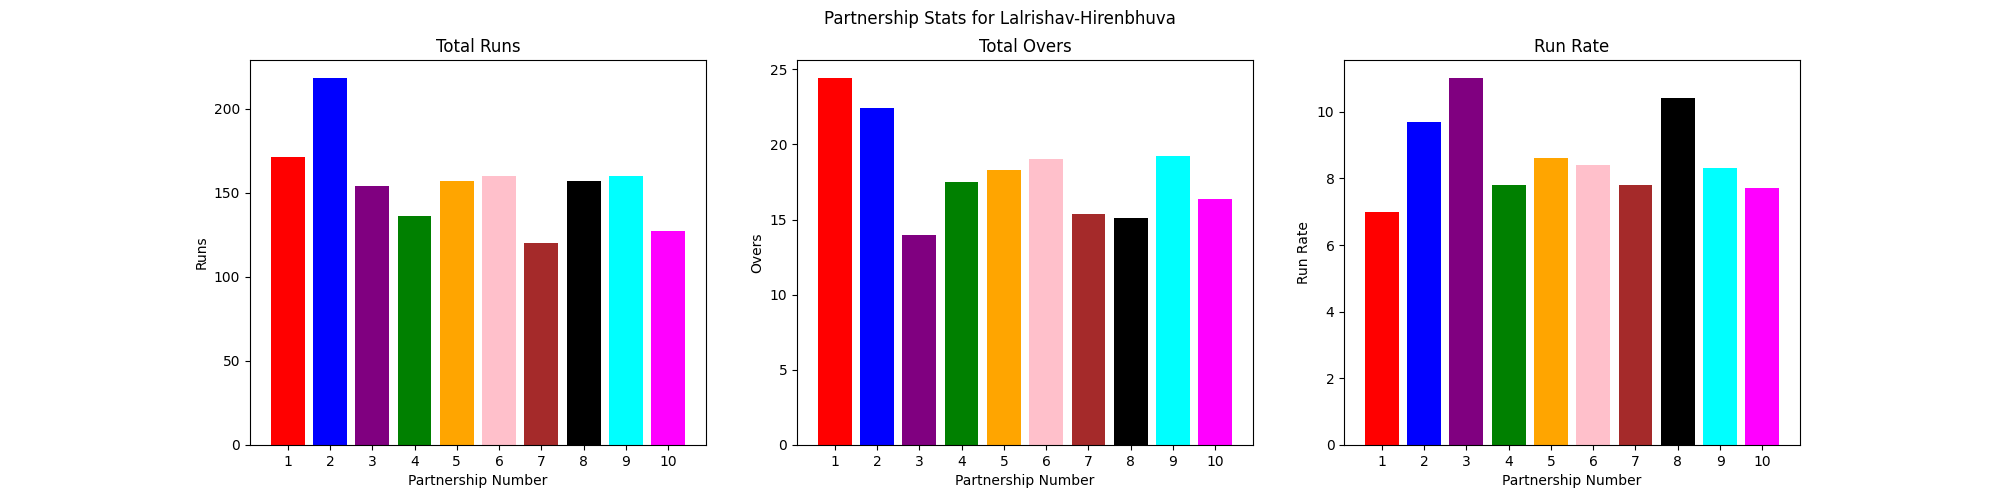 Partnership Stats for Lalrishav-Hirenbhuva
Total Runs
200
150
100
50
0
Runs
1 2 3 4 5 6 7 8 9 10
Partnership Number
Total Overs
25
20
15
10
5
0
Overs
1 2 3 4 5 6 7 8 9 10
Partnership Number
Run Rate
10
8
6
4
2
0
Run Rate
1 2 3 4 5 6 7 8 9 10
Partnership Number